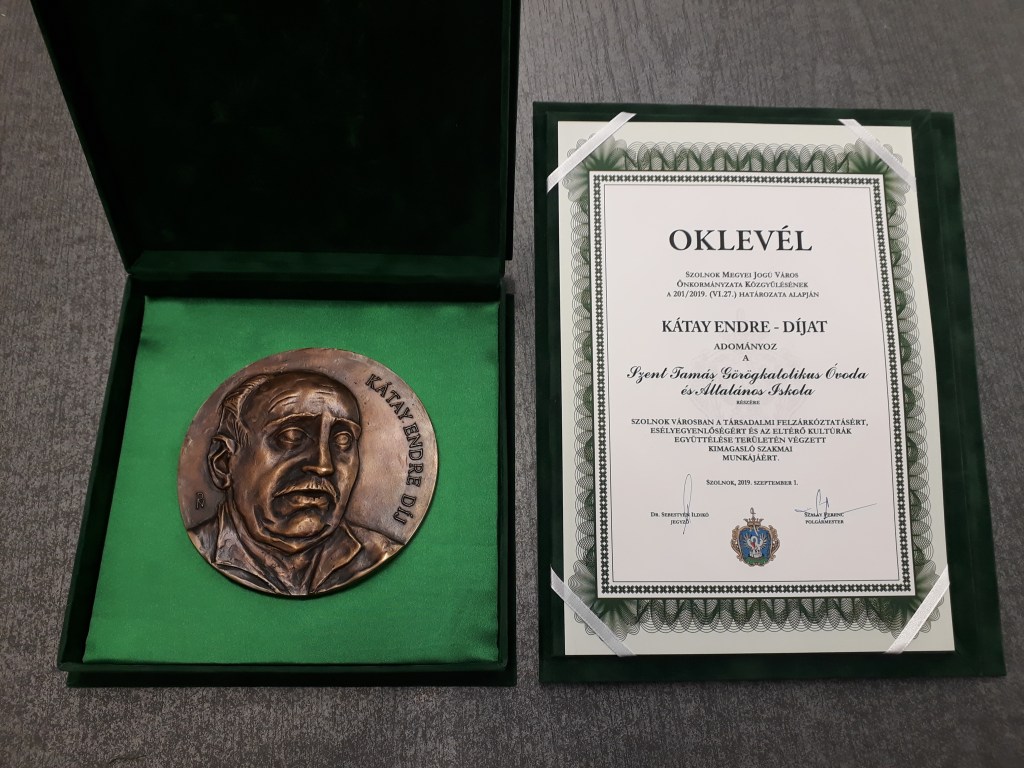 KÁTAY ENDRE DÍJ
OKLEVÉL
SZOLNOK MEGYEI JOGÚ VÁROS
ÖNKORMÁNYZATA KÖZGYŰLÉSÉNEK
A 201/2019. (VI.27.) HATÁROZATA ALAPJÁN
KÁTAY ENDRE - DÍJAT
ADOMÁNYOZ
A
Szent Tamás Görögkatolikus Óvoda
és Általános Iskola
RÉSZÉRE
SZOLNOK VÁROSBAN A TÁRSADALMI FELZÁRKÓZTATÁSÉRT,
ESÉLYEGYENLŐSÉGÉRT ÉS AZ ELTÉRŐ KULTÚRÁK
EGYÜTTÉLÉSE TERÜLETÉN VÉGZETT
KIMAGASLÓ SZAKMAI
MUNKÁJÁÉRT.
SZOLNOK, 2019. SZEPTEMBER 1.
DR. SEBESTYÉN ILDIKÓ
JEGYZŐ
SZALAY FERENC
POLGÁRMESTER